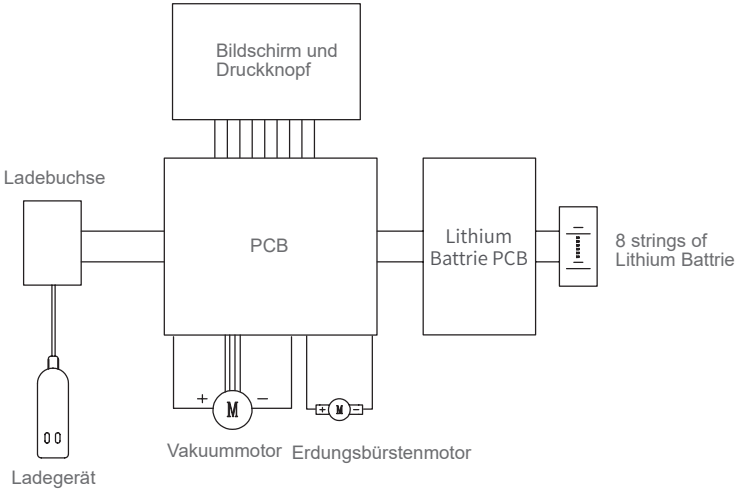 Bildschirm und
Druckknopf
Ladebuchse
PCB
Lithium
Battrie PCB
8 strings of
Lithium Battrie
+ M −
+ M −
Vakuummotor
Erdungsbürstenmotor
Ladegerät